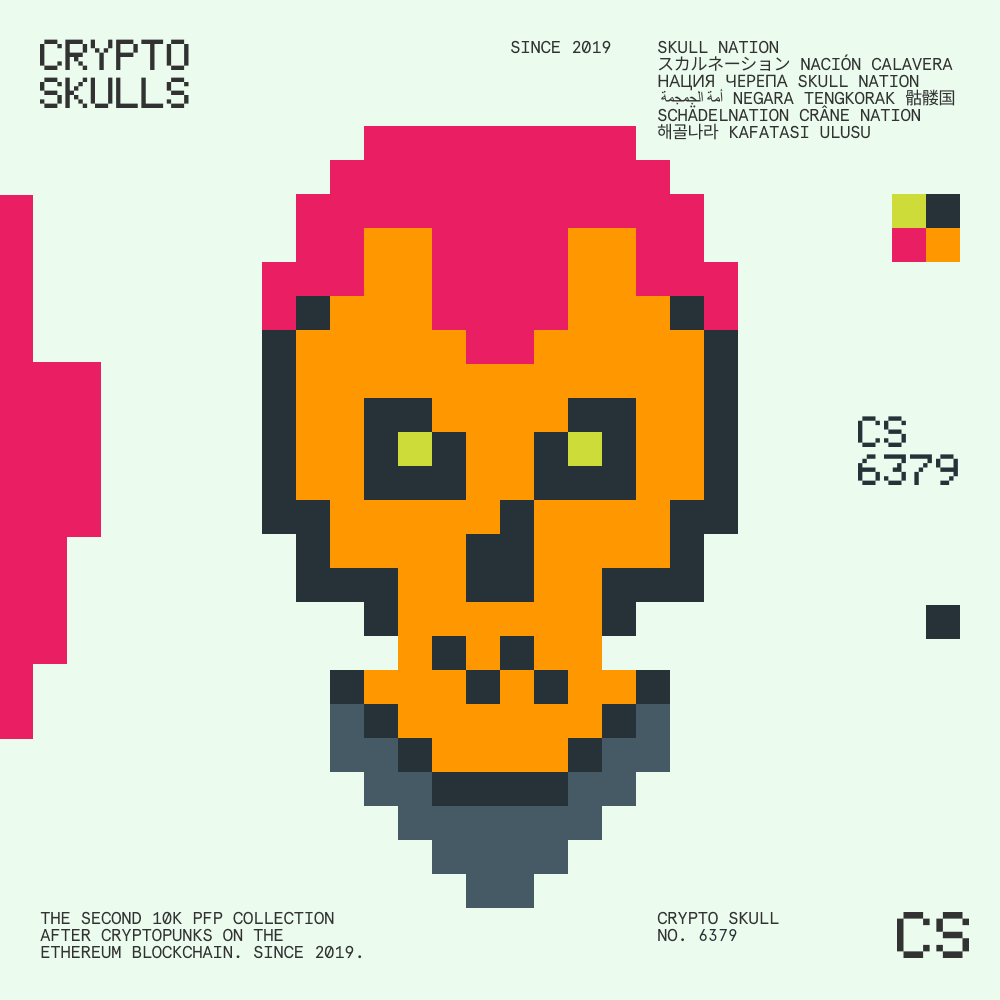 CRYPTO
SKULLS
SINCE 2019
SKULL NATION
スカルネーション NACIÓN CALAVERA
НАЦИЯ ЧЕРЕПА SKULL NATION
أمة الجمجمة NEGARA TENGKORAK 骷髅国
SCHÄDELNATION CRÂNE NATION
해골나라 KAFATASI ULUSU
CS
6379
THE SECOND 10K PFP COLLECTION
AFTER CRYPTOPUNKS ON THE
ETHEREUM BLOCKCHAIN. SINCE 2019.
CRYPTO SKULL
NO. 6379
CS